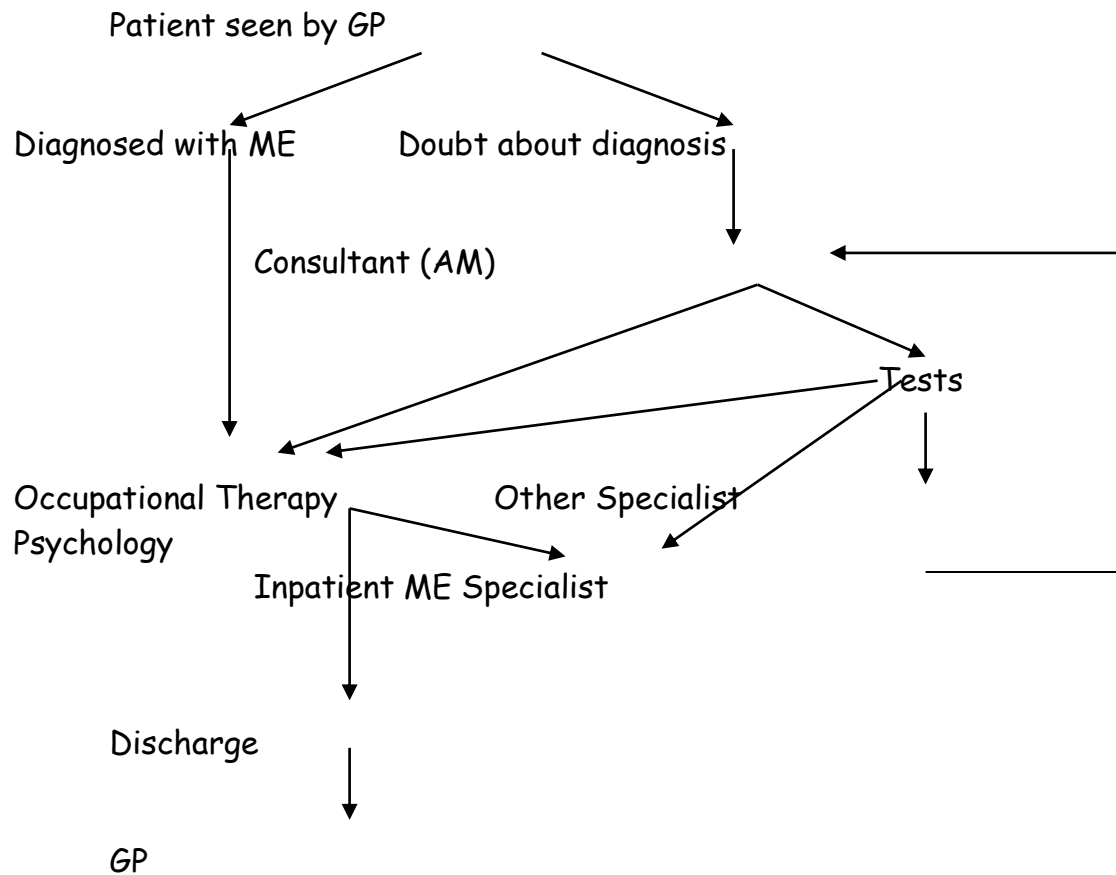 Patient seen by GP
Diagnosed with ME
Doubt about diagnosis
Consultant (AM)
Tests
Occupational Therapy
Other Specialist
Psychology
Inpatient ME Specialist
Discharge
GP